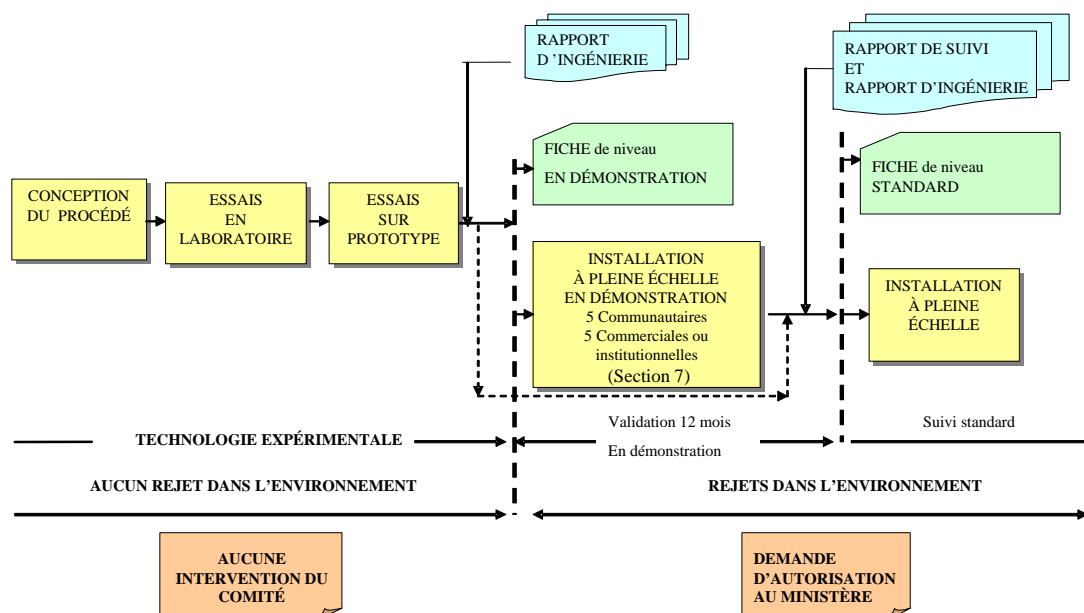 RAPPORT
D 'INGÉNIERIE
RAPPORT DE SUIVI
ET
RAPPORT D'INGÉNIERIE
FICHE de niveau
EN DÉMONSTRATION
FICHE de niveau
STANDARD
CONCEPTION
DU PROCÉDÉ
ESSAIS
EN
LABORATOIRE
ESSAIS
SUR
PROTOTYPE
INSTALLATION
À PLEINE ÉCHELLE
EN DÉMONSTRATION
5 Communautaires
5 Commerciales ou
institutionnelles
(Section 7)
INSTALLATION
À PLEINE
ÉCHELLE
TECHNOLOGIE EXPÉRIMENTALE
Validation 12 mois
En démonstration
Suivi standard
AUCUN REJET DANS L'ENVIRONNEMENT
REJETS DANS L'ENVIRONNEMENT
AUCUNE
INTERVENTION DU
COMITÉ
DEMANDE
D'AUTORISATION
AU MINISTÈRE